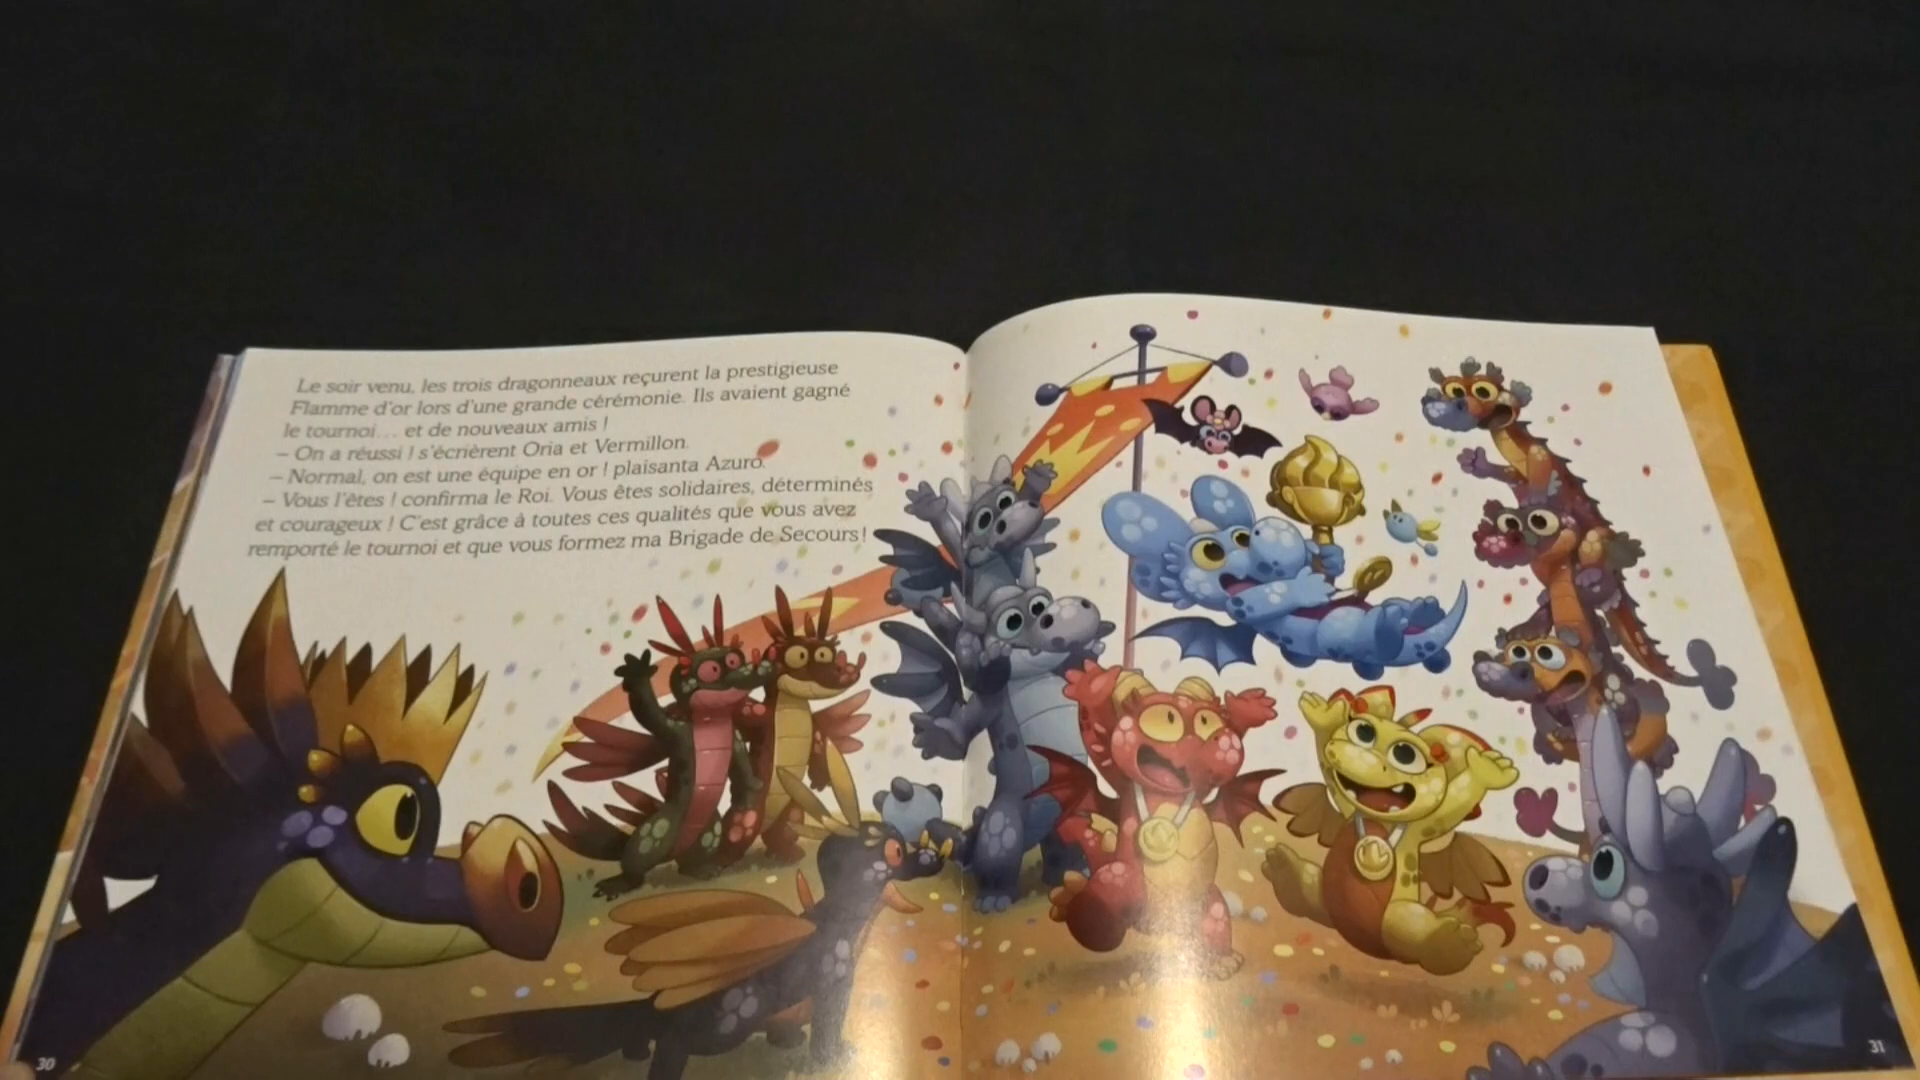 Le soir venu, les trois dragonneaux reçurent la prestigieuse
Flamme d'or lors d'une grande cérémonie. Ils avaient gagné
le tournoi... et de nouveaux amis !
– On a réussi ! s'écrièrent Oria et Vermillon.
– Normal, on est une équipe en or ! plaisanta Azuro.
– Vous l'êtes ! confirma le Roi. Vous êtes solidaires, déterminés
et courageux ! C'est grâce à toutes ces qualités que vous avez
remporté le tournoi et que vous formez ma Brigade de Secours !
30
31